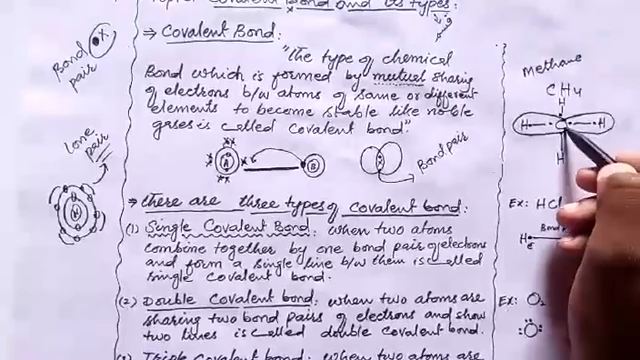 Covalent Bond and its types:
⇒ Covalent Bond:
"The type of chemical
Bond which is formed by mutual sharing
of electrons b/w atoms of same or different
elements to become stable like noble
gases is called covalent bond"
Bond
pair
lone
pair
A
B
Bond pair
⇒ there are three types of covalent bond:
(1) Single Covalent Bond: when two atoms
combine together by one bond pair of electrons
and form a single line b/w them is called
single covalent bond.
(2) Double Covalent bond: when two atoms are
sharing two bond pairs of electrons and show
two lines is called double covalent bond.
Triple Covalent bond: when two atoms are
Methane
CH4
H
H C H
H
Ex: HCl
H
Ex: O2
:O: